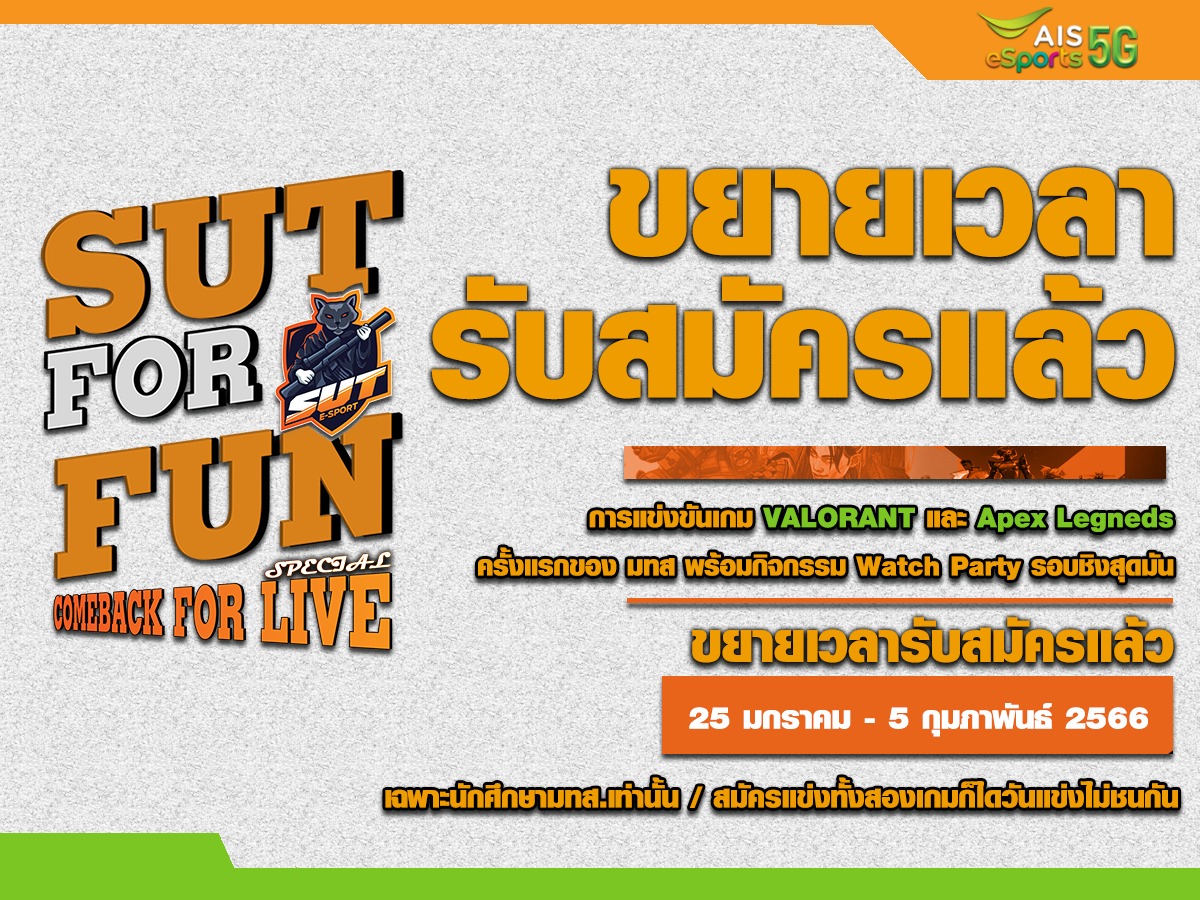 AIS
eSports 5G
SUT
FOR
FUN
SPECIAL
COMEBACK FOR LIVE
SUT
E-SPORT
ขยายเวลา
รับสมัครแล้ว
การแข่งขันเกม VALORANT และ Apex Legneds
ครั้งแรกของ มทส พร้อมกิจกรรม Watch Party รอบชิงสุดมัน
ขยายเวลารับสมัครแล้ว
25 มกราคม - 5 กุมภาพันธ์ 2566
เฉพาะนักศึกษามทส.เท่านั้น / สมัครแข่งทั้งสองเกมก็ไดวันแข่งไม่ชนกัน